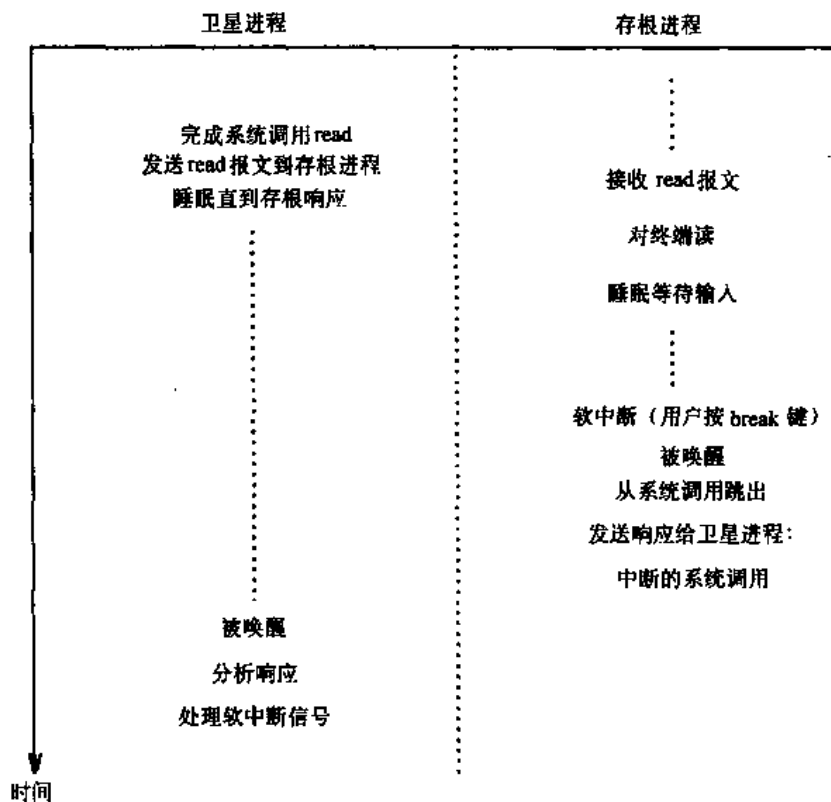 卫星进程
存根进程
完成系统调用read
发送read报文到存根进程
睡眠直到存根响应
接收 read报文
对终端读
睡眠等待输入
软中断（用户按 break 键）
被唤醒
从系统调用跳出
发送响应给卫星进程：
中断的系统调用
被唤醒
分析响应
处理软中断信号
时间